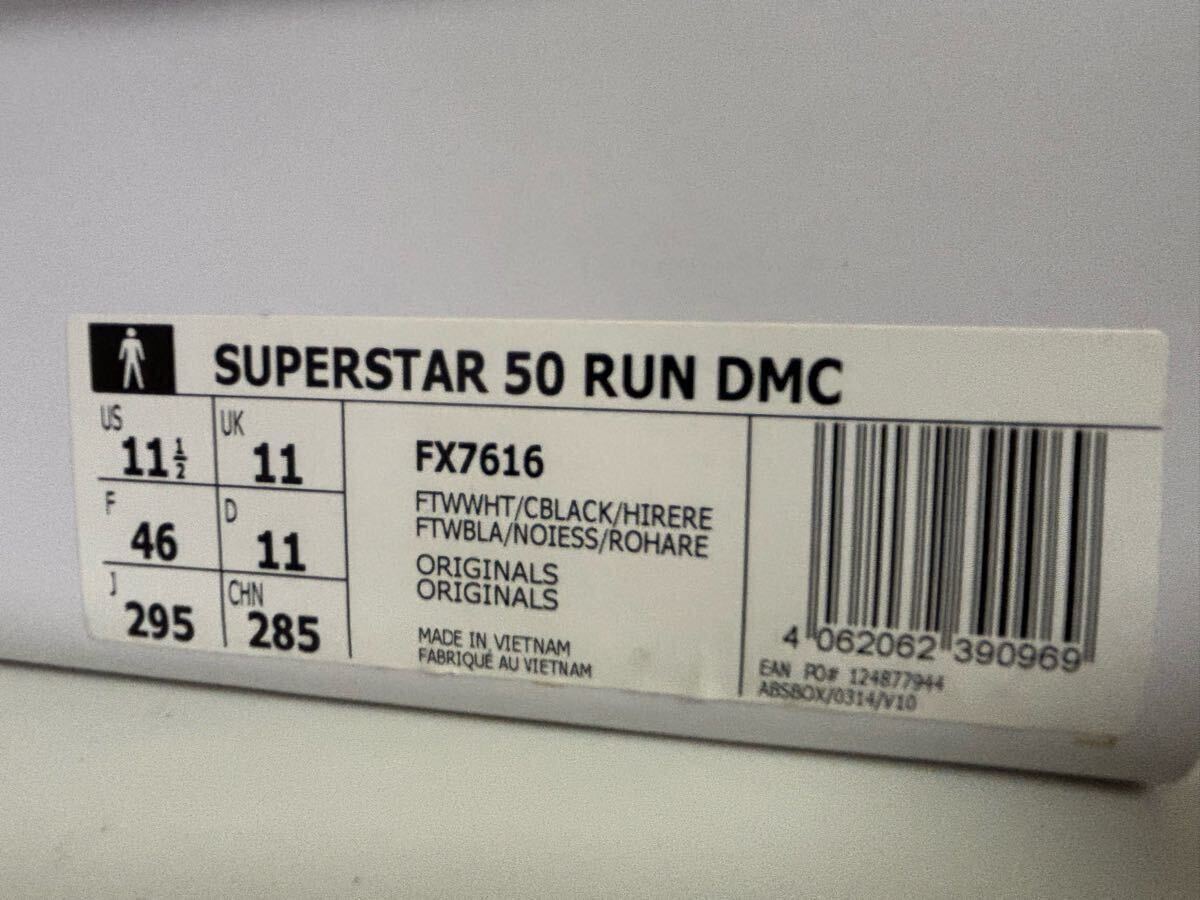 SUPERSTAR 50 RUN DMC
US
11 ½
UK
11
F
46
D
11
J
295
CHN
285
FX7616
FTWWHT/CBLACK/HIRERE
FTWBLA/NOIESS/ROHARE
ORIGINALS
ORIGINALS
MADE IN VIETNAM
FABRIQUÉ AU VIETNAM
4 062062 390969
EAN PO# 124877944
ABSBOX/0314/V10